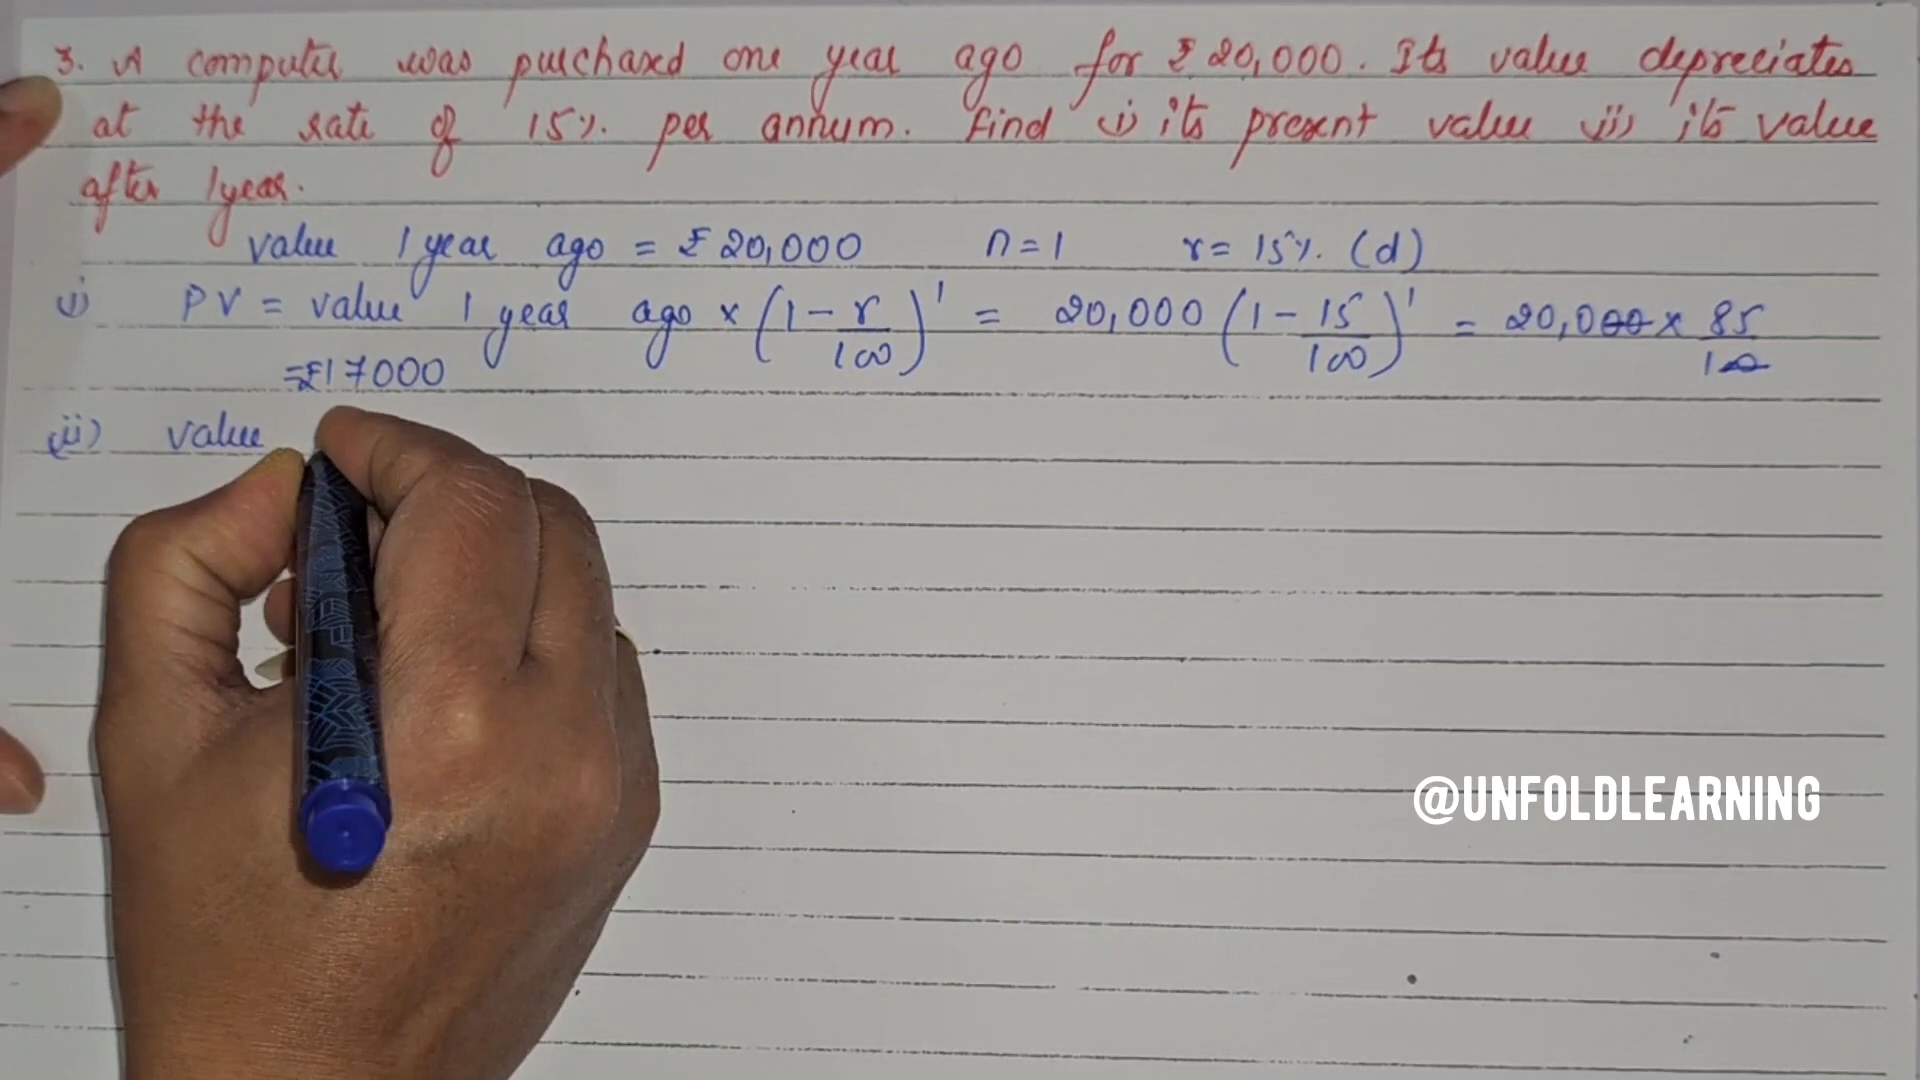 3. A computer was purchased one year ago for ₹ 20,000. Its value depreciates
at the rate of 15%. per annum. Find (i) its present value (ii) its value
after 1year.
value 1 year ago = ₹ 20,000 n = 1 r = 15%. (d)
(i) PV = value 1 year ago × (1 - r/100)^1 = 20,000 (1 - 15/100)^1 = 20,000 × 85/100
= ₹17000
(ii) value
@UNFOLDLEARNING